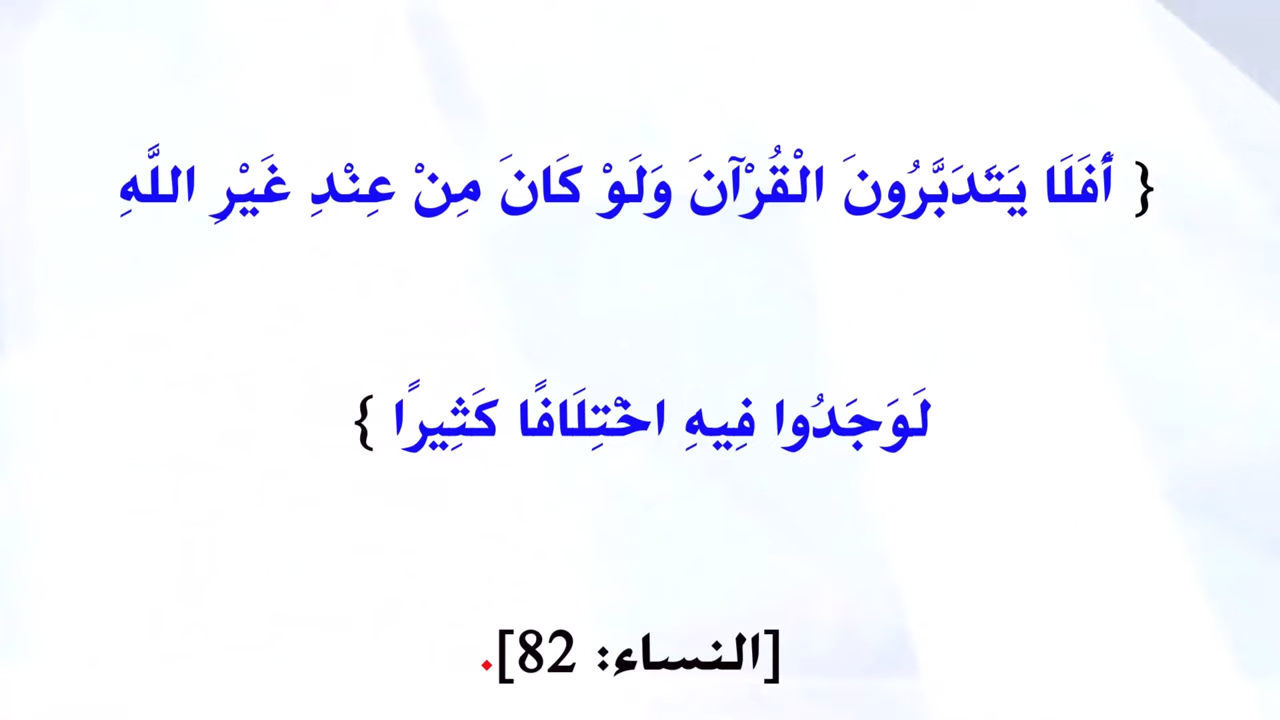 { أَفَلَا يَتَدَبَّرُونَ الْقُرْآنَ وَلَوْ كَانَ مِنْ عِنْدِ غَيْرِ اللَّهِ
لَوَجَدُوا فِيهِ اخْتِلَافًا كَثِيرًا }
[النساء: 82].